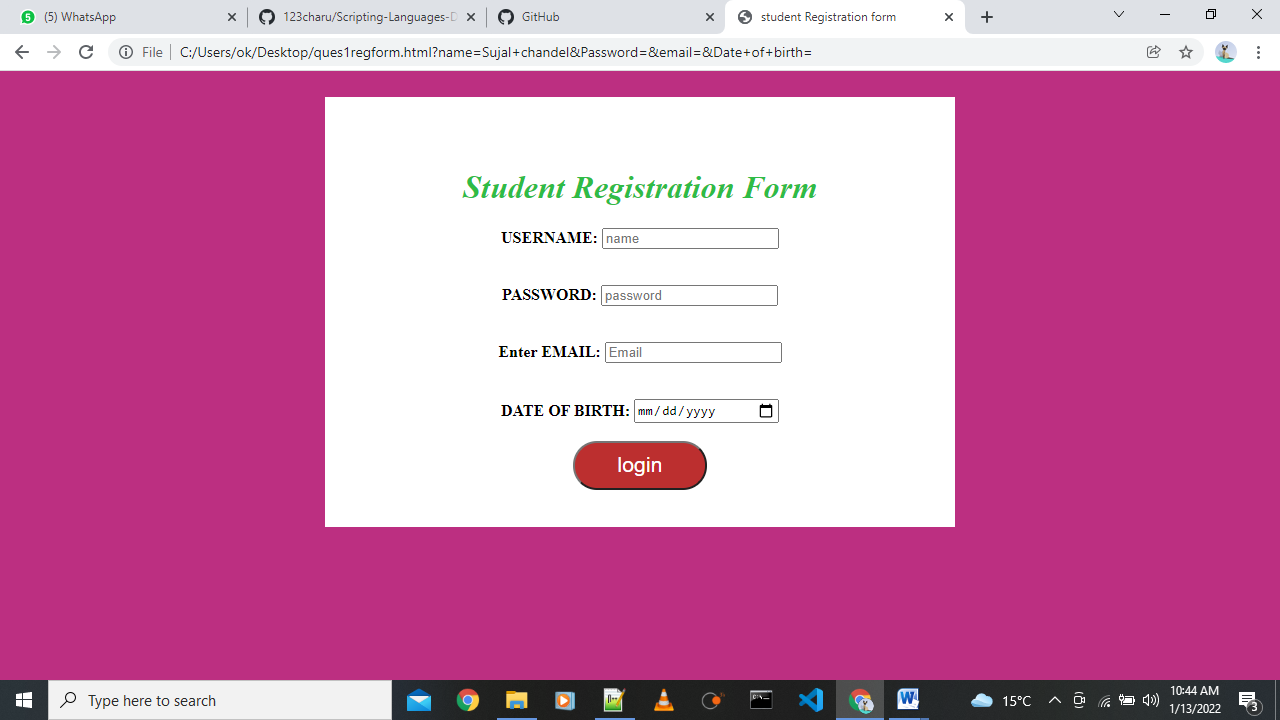 (5) WhatsApp
123charu/Scripting-Languages-D
GitHub
student Registration form
File
C:/Users/ok/Desktop/ques1regform.html?name=Sujal+chandel&Password=&email=&Date+of+birth=
Student Registration Form
USERNAME: name
PASSWORD: password
Enter EMAIL: Email
DATE OF BIRTH: mm/dd/yyyy
login
Type here to search
15°C
10:44 AM
1/13/2022
3